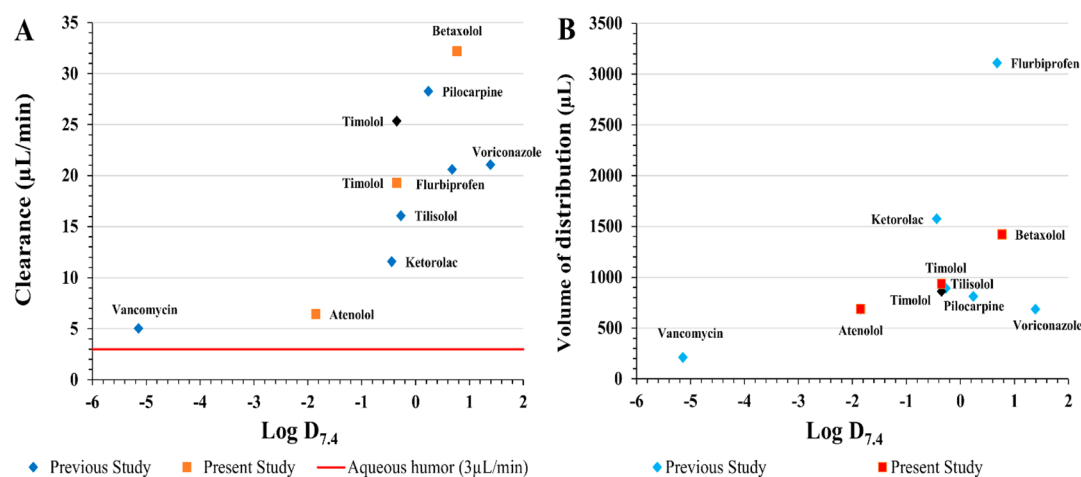 A
Clearance (µL/min)
35
30
25
20
15
10
5
0
Betaxolol
Pilocarpine
Timolol
Voriconazole
Timolol
Flurbiprofen
Tilisolol
Ketorolac
Vancomycin
Atenolol
-6 -5 -4 -3 -2 -1 0 1 2
Log D7.4
Previous Study Present Study Aqueous humor (3µL/min)
B
Volume of distribution (µL)
3500
3000
2500
2000
1500
1000
500
0
Flurbiprofen
Ketorolac
Betaxolol
Timolol
Tilisolol
Timolol
Pilocarpine
Atenolol
Voriconazole
Vancomycin
-6 -5 -4 -3 -2 -1 0 1 2
Log D7.4
Previous Study Present Study